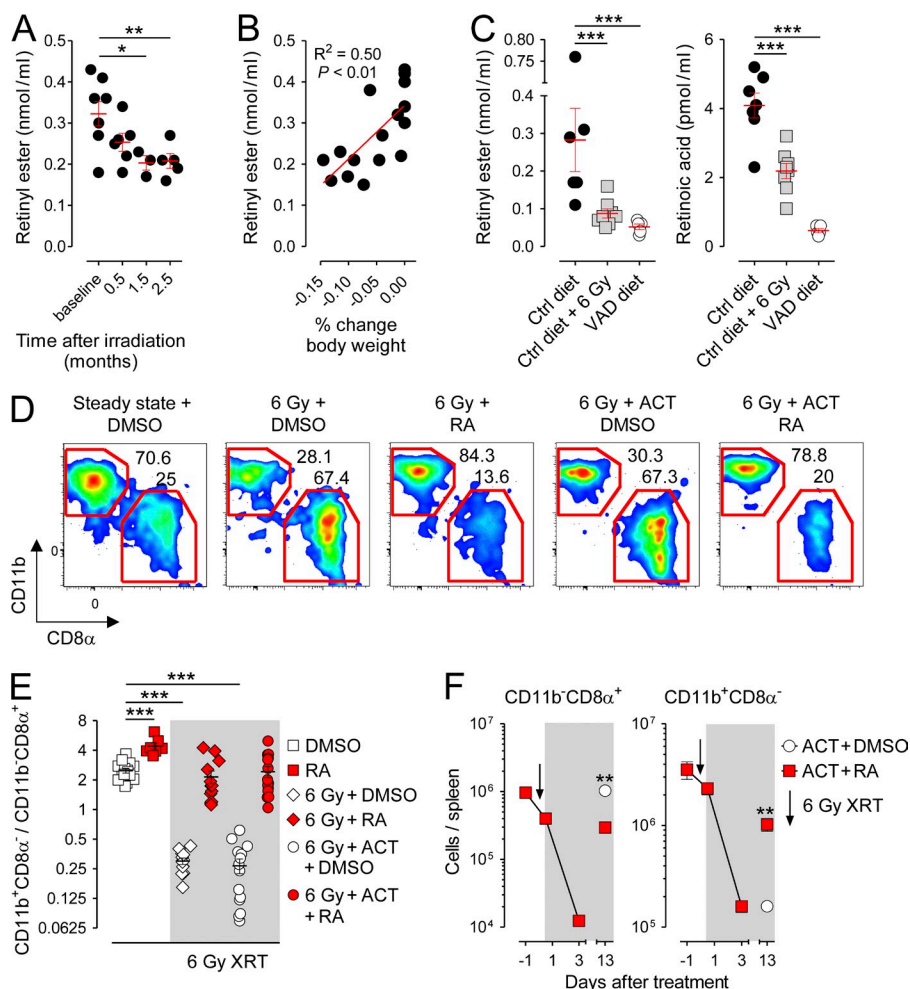 A
Retinyl ester (nmol/ml)
**
*
0.5
0.4
0.3
0.2
0.1
0.0
baseline
0.5
1.5
2.5
Time after irradiation
(months)
B
Retinyl ester (nmol/ml)
R² = 0.50
P < 0.01
0.5
0.4
0.3
0.2
0.1
0.0
-0.15
-0.10
-0.05
0.00
% change
body weight
C
Retinyl ester (nmol/ml)
***
***
0.80
0.75
0.4
0.3
0.2
0.1
0.0
Ctrl diet
Ctrl diet + 6 Gy
VAD diet
Retinoic acid (pmol/ml)
***
***
6
4
2
0
Ctrl diet
Ctrl diet + 6 Gy
VAD diet
D
Steady state +
DMSO
6 Gy +
DMSO
6 Gy +
RA
6 Gy + ACT
DMSO
6 Gy + ACT
RA
70.6
25
28.1
67.4
84.3
13.6
30.3
67.3
78.8
20
0
0
CD11b
CD8α
E
CD11b⁺CD8α⁻ / CD11b⁻CD8α⁺
***
***
***
8
4
2
1
0.5
0.25
0.125
0.0625
6 Gy XRT
DMSO
RA
6 Gy + DMSO
6 Gy + RA
6 Gy + ACT
+ DMSO
6 Gy + ACT
+ RA
F
CD11b⁻CD8α⁺
CD11b⁺CD8α⁻
Cells / spleen
10⁷
10⁶
10⁵
10⁴
**
-1 1 3 13
10⁷
10⁶
10⁵
**
-1 1 3 13
Days after treatment
ACT + DMSO
ACT + RA
6 Gy XRT